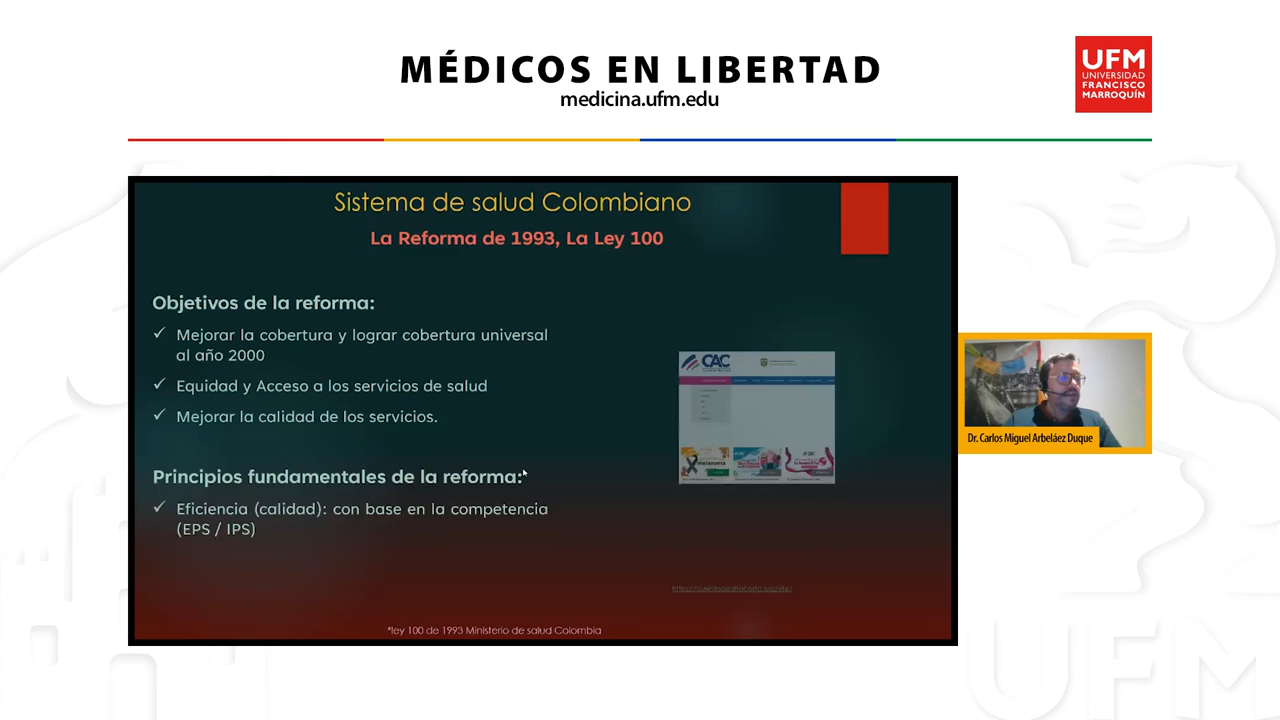 MÉDICOS EN LIBERTAD
medicina.ufm.edu
UFM
UNIVERSIDAD
FRANCISCO
MARROQUÍN
Sistema de salud Colombiano
La Reforma de 1993, La Ley 100
Objetivos de la reforma:
✓ Mejorar la cobertura y lograr cobertura universal
al año 2000
✓ Equidad y Acceso a los servicios de salud
✓ Mejorar la calidad de los servicios.
Principios fundamentales de la reforma:
✓ Eficiencia (calidad): con base en la competencia
(EPS / IPS)
CAC
melanoma
*ley 100 de 1993 Ministerio de salud Colombia
Dr. Carlos Miguel Arbeláez Duque
UFM